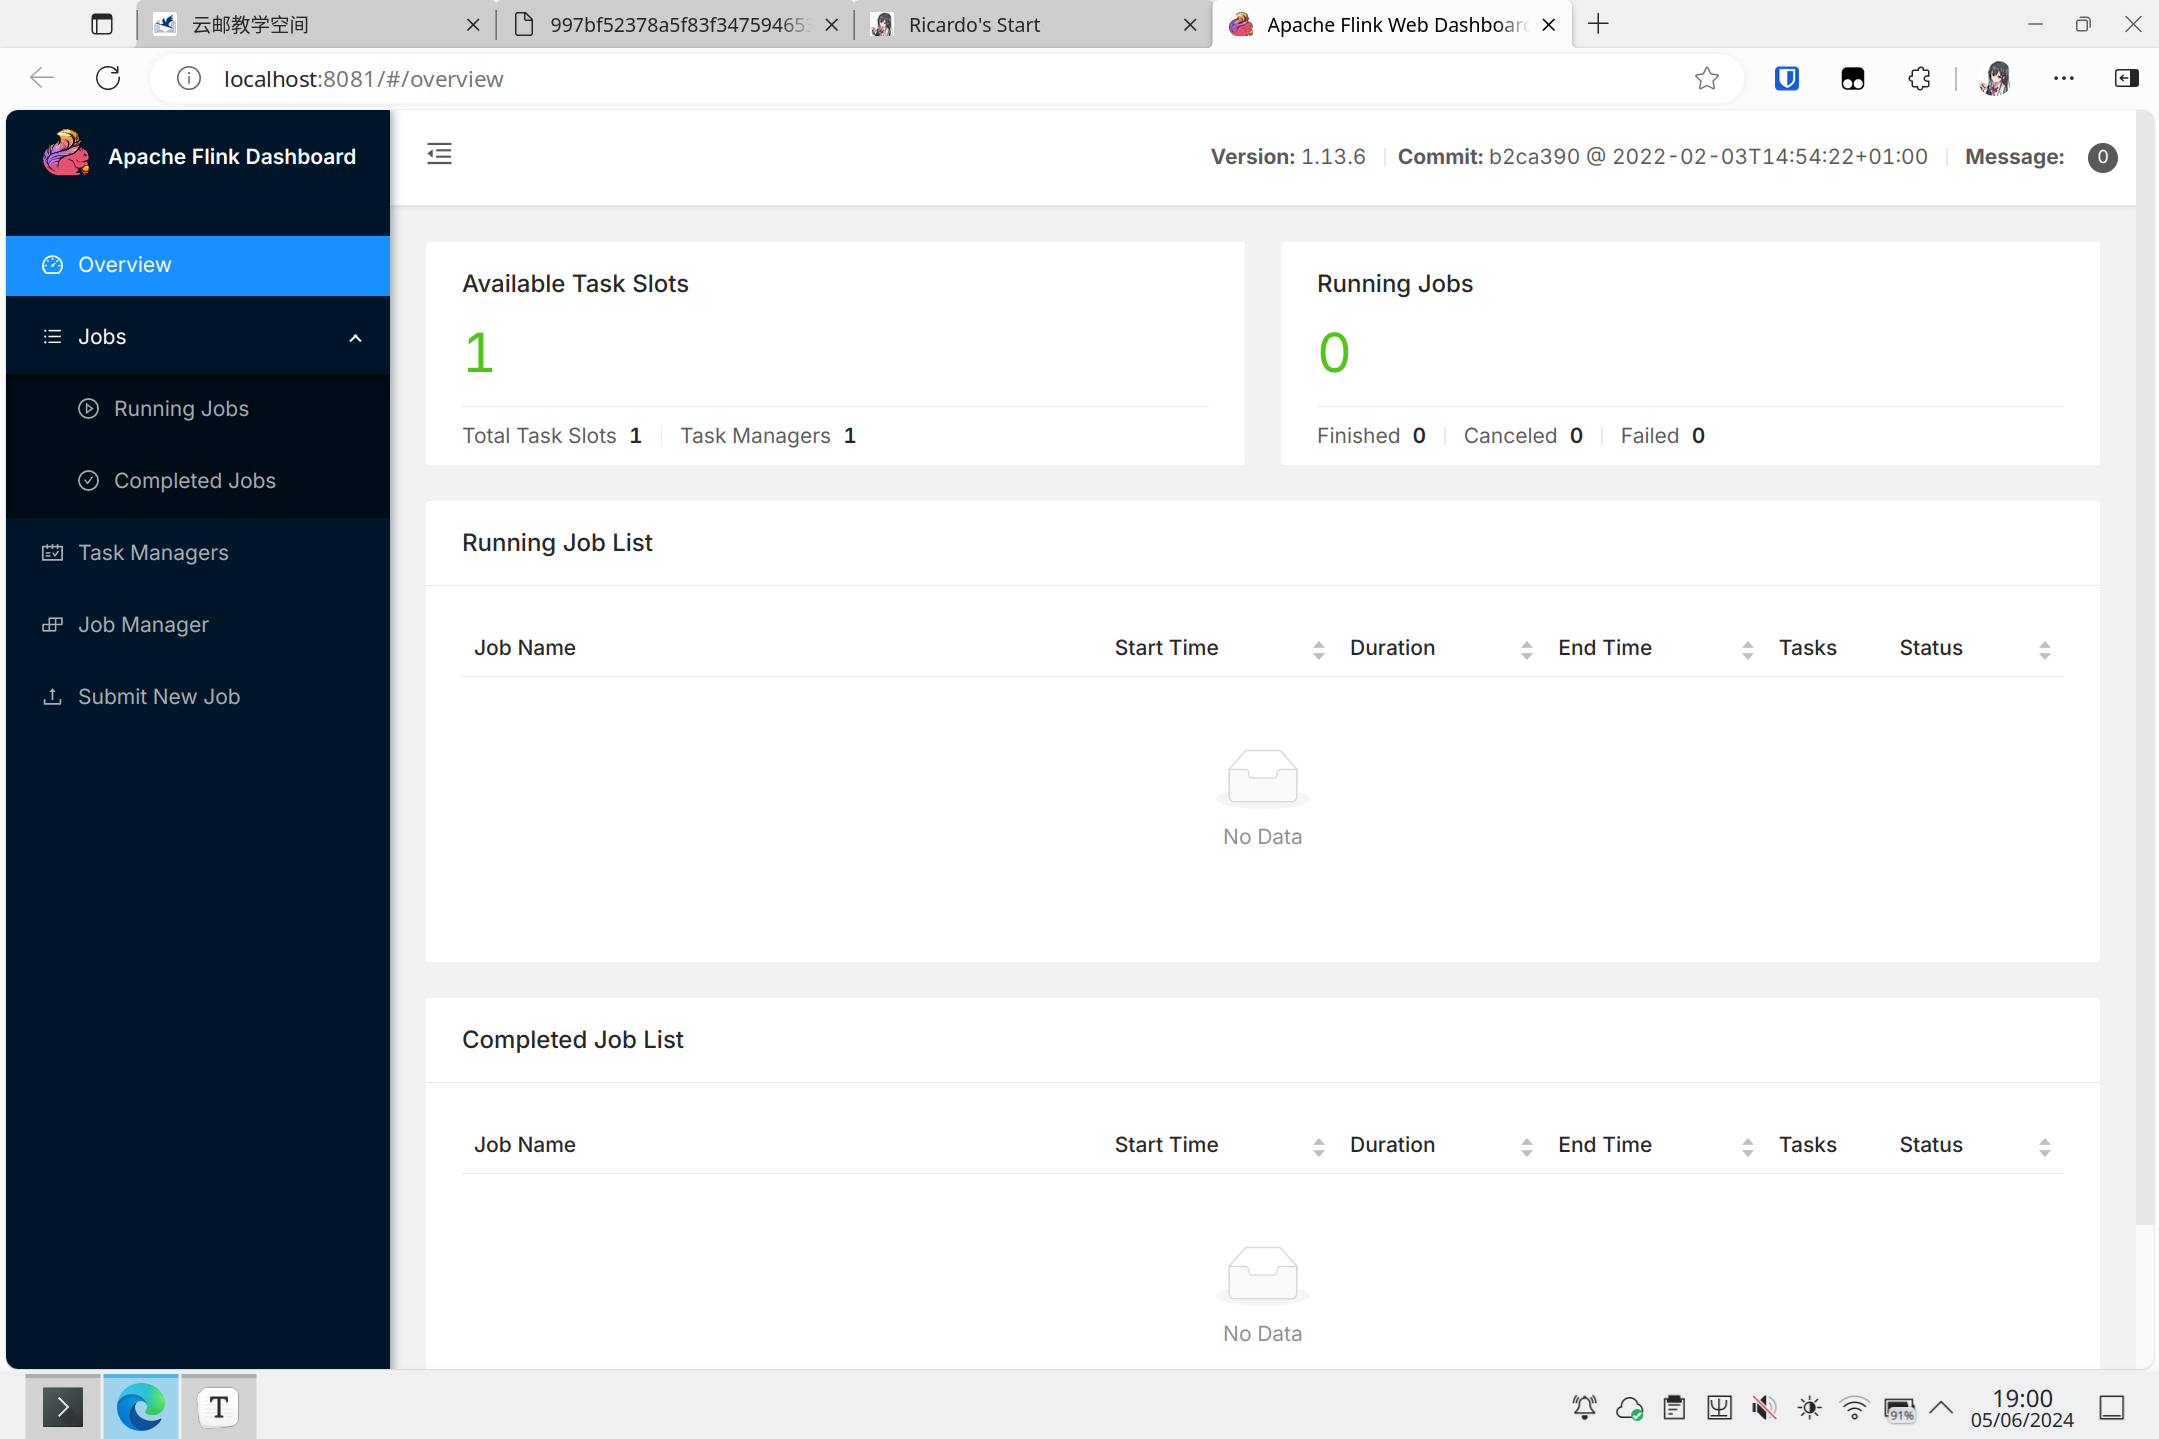 云邮教学空间
997bf52378a5f83f34759465
Ricardo's Start
Apache Flink Web Dashboard
localhost:8081/#/overview
Apache Flink Dashboard
Version: 1.13.6
Commit: b2ca390 @ 2022-02-03T14:54:22+01:00
Message: 0
Overview
Jobs
Running Jobs
Completed Jobs
Task Managers
Job Manager
Submit New Job
Available Task Slots
1
Total Task Slots 1
Task Managers 1
Running Jobs
0
Finished 0
Canceled 0
Failed 0
Running Job List
Job Name Start Time Duration End Time Tasks Status
No Data
Completed Job List
Job Name Start Time Duration End Time Tasks Status
No Data
T
91%
19:00
05/06/2024